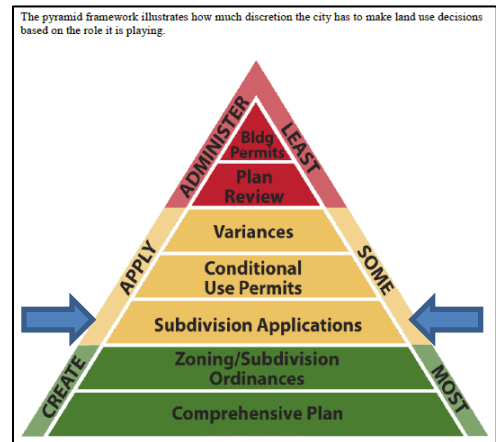 The pyramid framework illustrates how much discretion the city has to make land use decisions
based on the role it is playing.
ADMINISTER
LEAST
Bldg
Permits
Plan
Review
APPLY
SOME
Variances
Conditional
Use Permits
Subdivision Applications
CREATE
MOST
Zoning/Subdivision
Ordinances
Comprehensive Plan